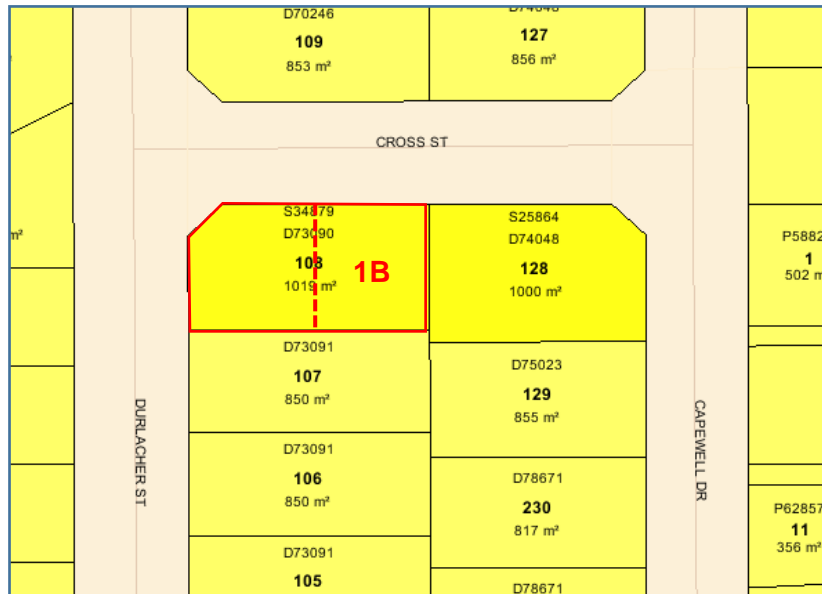 D70246
109
853 m²
D74048
127
856 m²
CROSS ST
S34879
D73090
108
1019 m²
1B
S25864
D74048
128
1000 m²
m²
P5882
1
502 m
D73091
107
850 m²
D75023
129
855 m²
DURLACHER ST
CAPEWELL DR
D73091
106
850 m²
D78671
230
817 m²
P62857
11
356 m²
D73091
105
D78671